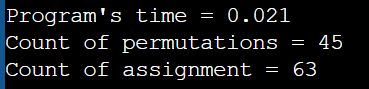 Program's time = 0.021
Count of permutations = 45
Count of assignment = 63